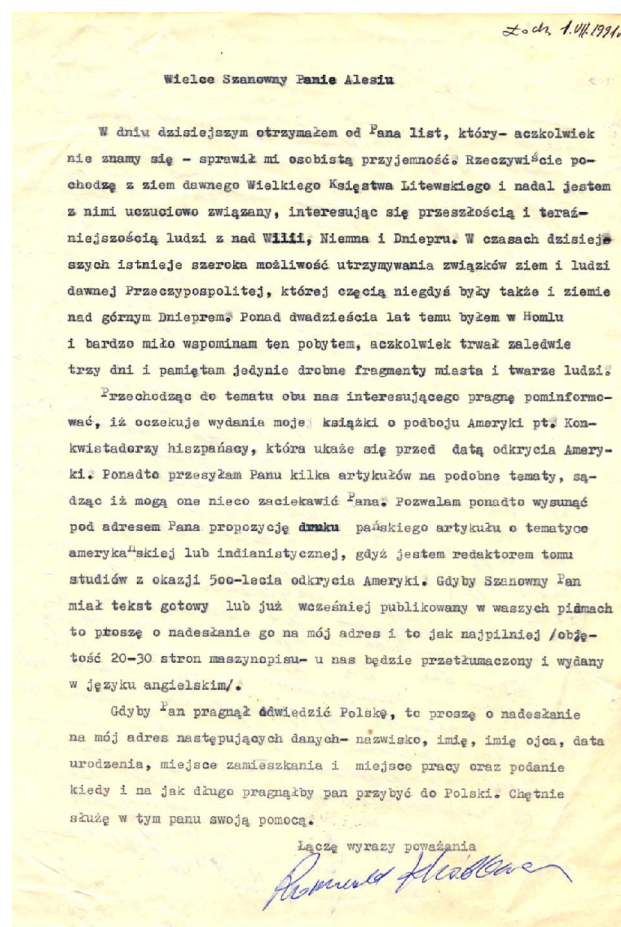 Łódź 1.VII.1991
Wielce Szanowny Panie Alesiu
W dniu dzisiejszym otrzymałem od Pana list, który- aczkolwiek
nie znamy się - sprawił mi osobistą przyjemność. Rzeczywiście po-
chodzę z ziem dawnego Wielkiego Księstwa Litewskiego i nadal jestem
z nimi uczuciowo związany, interesując się przeszłością i teraź-
niejszością ludzi z nad Wilii, Niemna i Dniepru. W czasach dzisiej-
szych istnieje szeroka możliwość utrzymywania związków ziem i ludzi
dawnej Przeczypospolitej, której częcią niegdyś były także i ziemie
nad górnym Dnieprem. Ponad dwadzieścia lat temu byłem w Homlu
i bardzo miło wspominam ten pobytem, aczkolwiek trwał zaledwie
trzy dni i pamiętam jedynie drobne fragmenty miasta i twarze ludzi.
Przechodząc do tematu obu nas interesującego pragnę pominformo-
wać, iż oczekuje wydania moje książki o podboju Ameryki pt. Kon-
kwistadorzy hiszpańscy, która ukaże się przed datą odkrycia Amery-
ki. Ponadto przesyłam Panu kilka artykułów na podobne tematy, są-
dząc iż mogą one nieco zaciekawić Pana. Pozwalam ponadto wysunąć
pod adresem Pana propozycję druku pańskiego artykułu o tematyce
amerykańskiej lub indianistycznej, gdyż jestem redaktorem tomu
studiów z okazji 500-lecia odkrycia Ameryki. Gdyby Szanowny Pan
miał tekst gotowy lub już wcześniej publikowany w waszych pismach
to proszę o nadesłanie go na mój adres i to jak najpilniej /obję-
tość 20-30 stron maszynopisu- u nas będzie przetłumaczony i wydany
w języku angielskim/.
Gdyby Pan pragnął odwiedzić Polskę, to proszę o nadesłanie
na mój adres następujących danych- nazwisko, imię, imię ojca, data
urodzenia, miejsce zamieszkania i miejsce pracy oraz podanie
kiedy i na jak długo pragnąłby pan przybyć do Polski. Chętnie
służę w tym panu swoją pomocą.
Łączę wyrazy poważania
Romuald